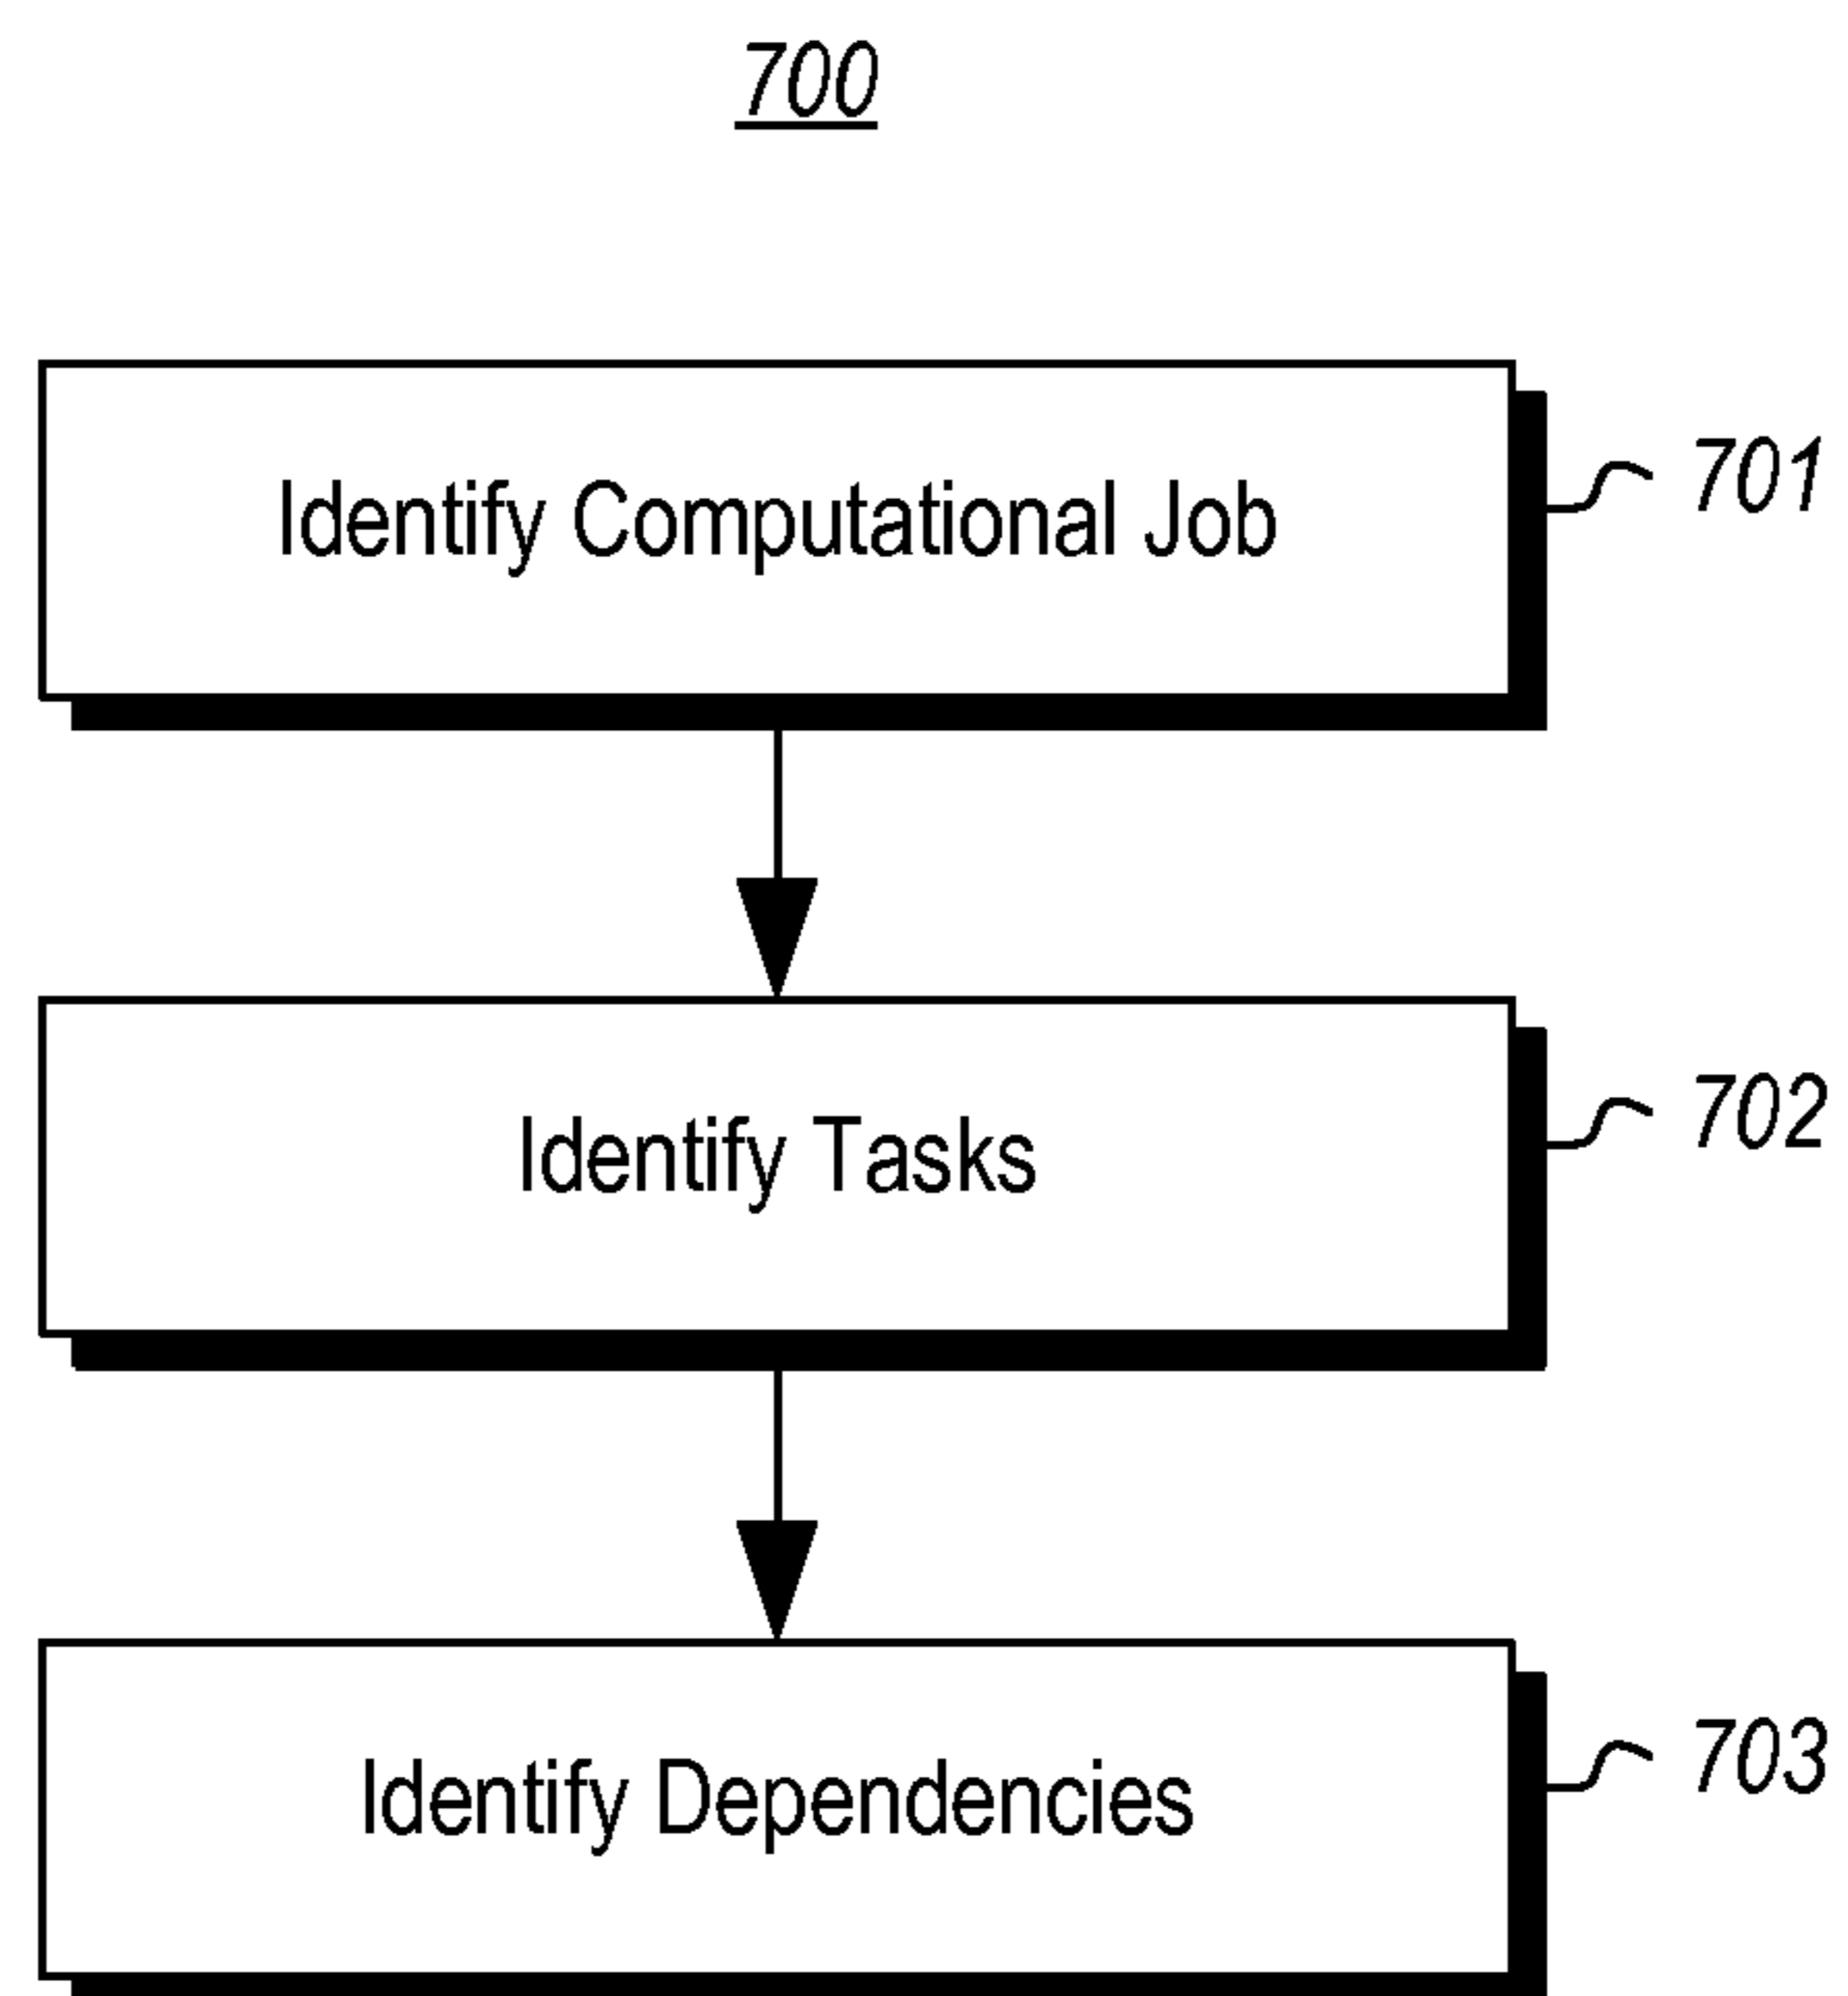 700
Identify Computational Job
701
Identify Tasks
702
Identify Dependencies
703